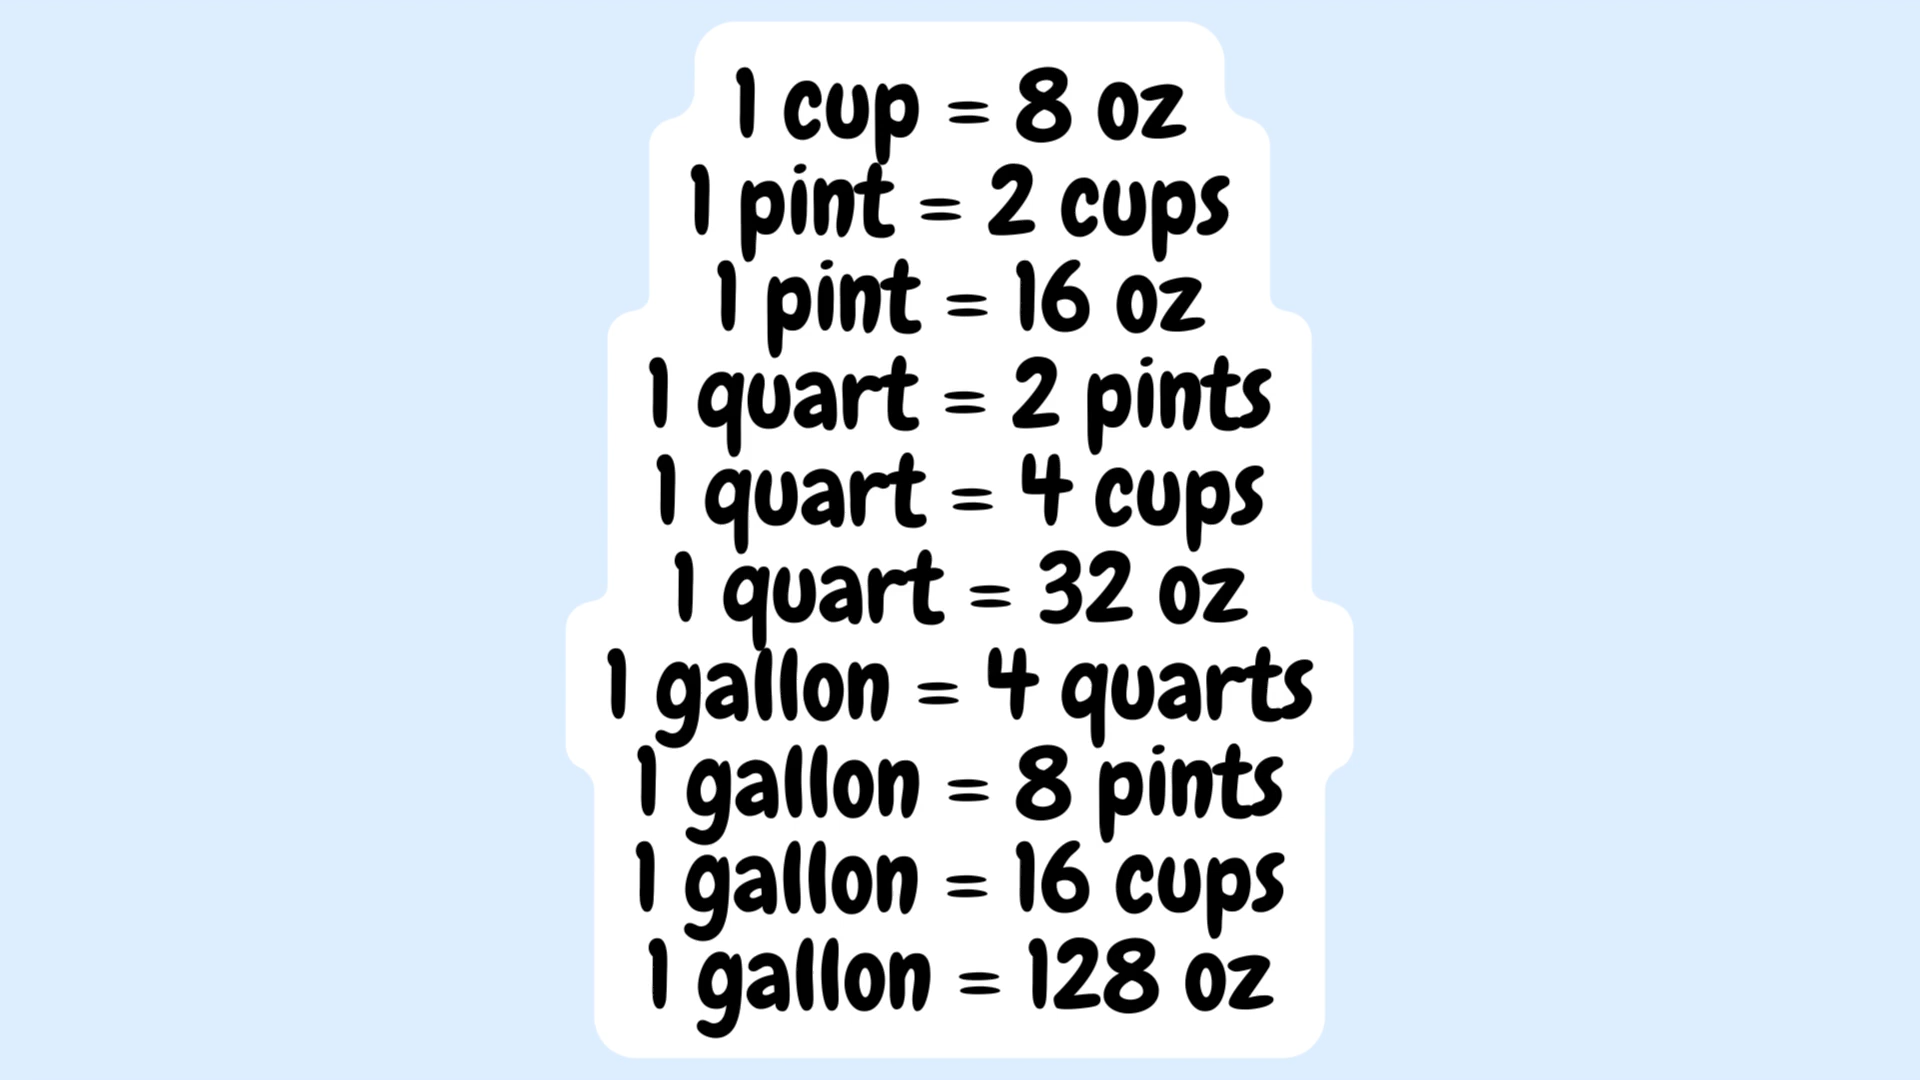 1 cup = 8 oz
1 pint = 2 cups
1 pint = 16 oz
1 quart = 2 pints
1 quart = 4 cups
1 quart = 32 oz
1 gallon = 4 quarts
1 gallon = 8 pints
1 gallon = 16 cups
1 gallon = 128 oz